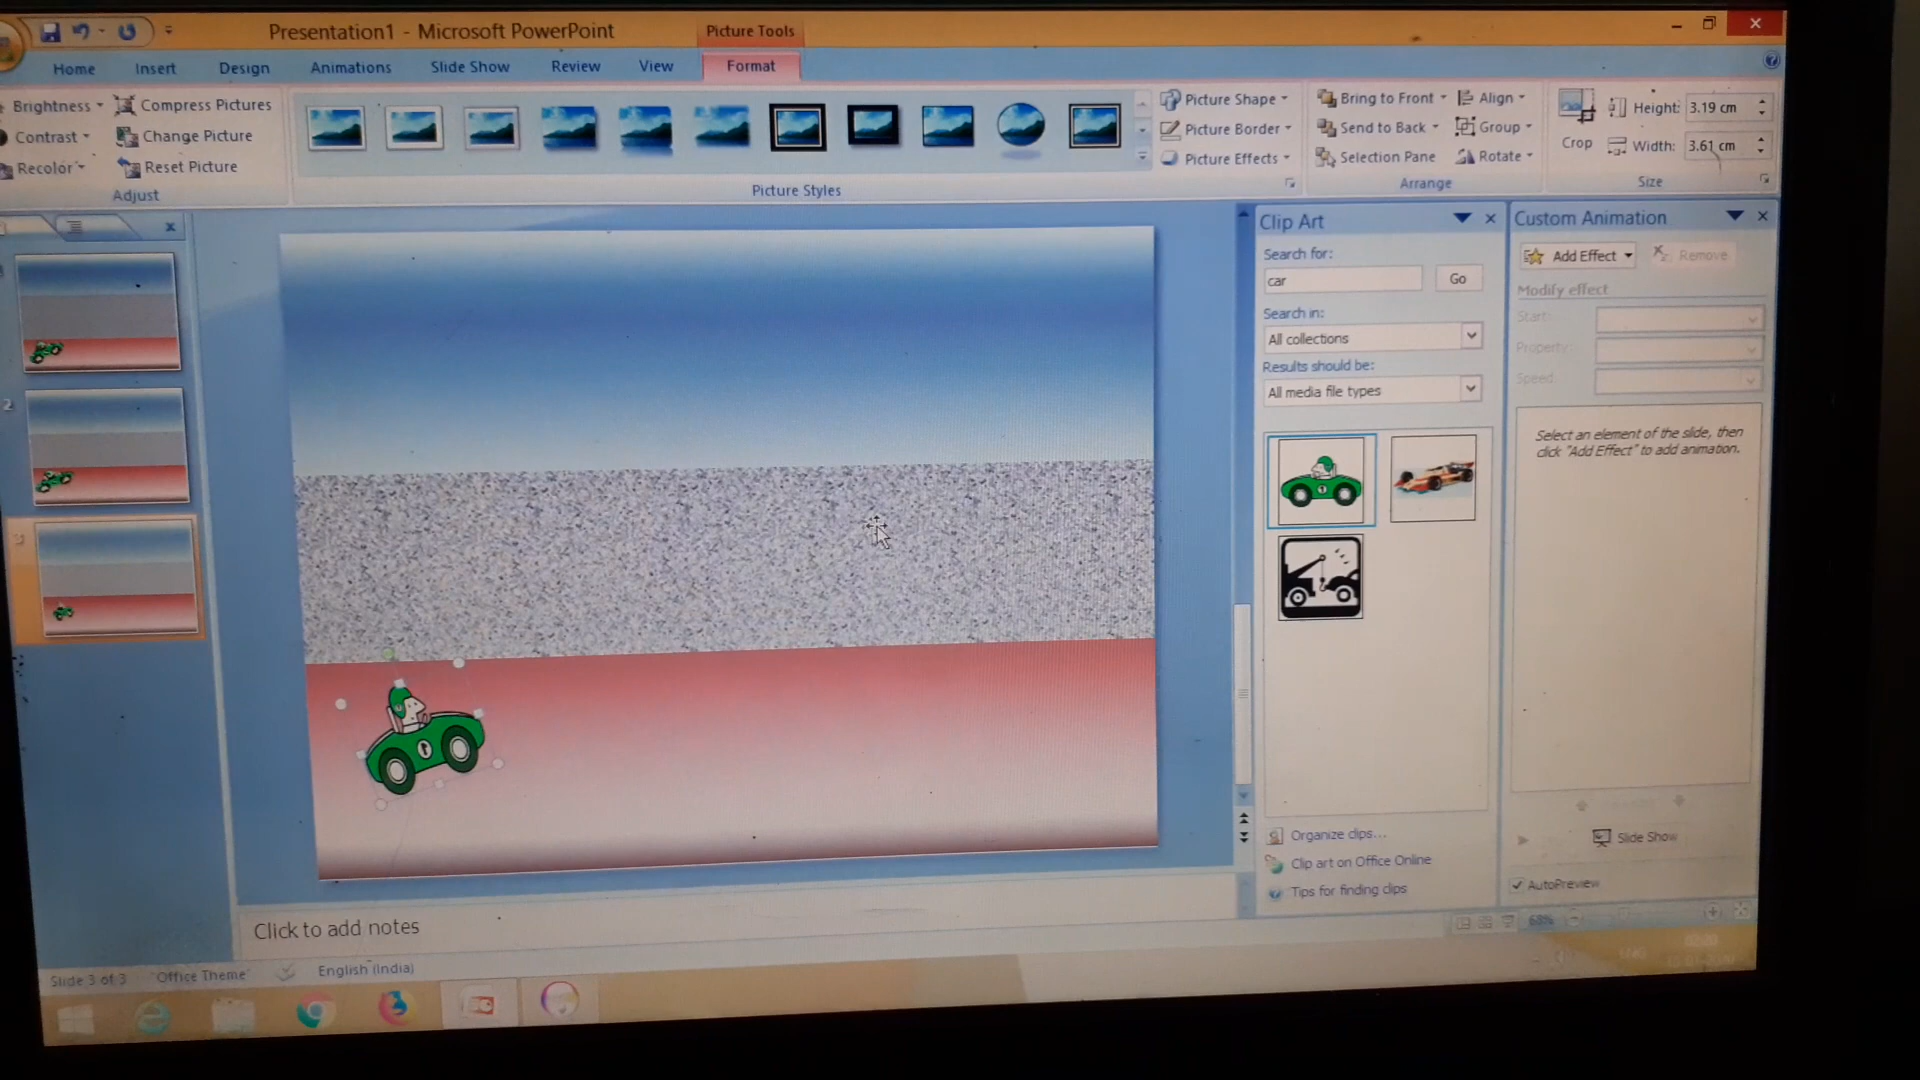 Presentation1 - Microsoft PowerPoint
Picture Tools
Home
Insert
Design
Animations
Slide Show
Review
View
Format
Brightness
Compress Pictures
Contrast
Change Picture
Recolor
Reset Picture
Adjust
Picture Styles
Picture Shape
Picture Border
Picture Effects
Bring to Front
Send to Back
Selection Pane
Align
Group
Rotate
Arrange
Crop
Height: 3.19 cm
Width: 3.61 cm
Size
2
3
Clip Art
Search for:
car
Go
Search in:
All collections
Results should be:
All media file types
Organize clips...
Clip art on Office Online
Tips for finding clips
Custom Animation
Add Effect
Remove
Modify effect
Start:
Property:
Speed:
Select an element of the slide, then
click "Add Effect" to add animation.
Slide Show
AutoPreview
Click to add notes
Slide 3 of 3
"Office Theme"
English (India)
68%